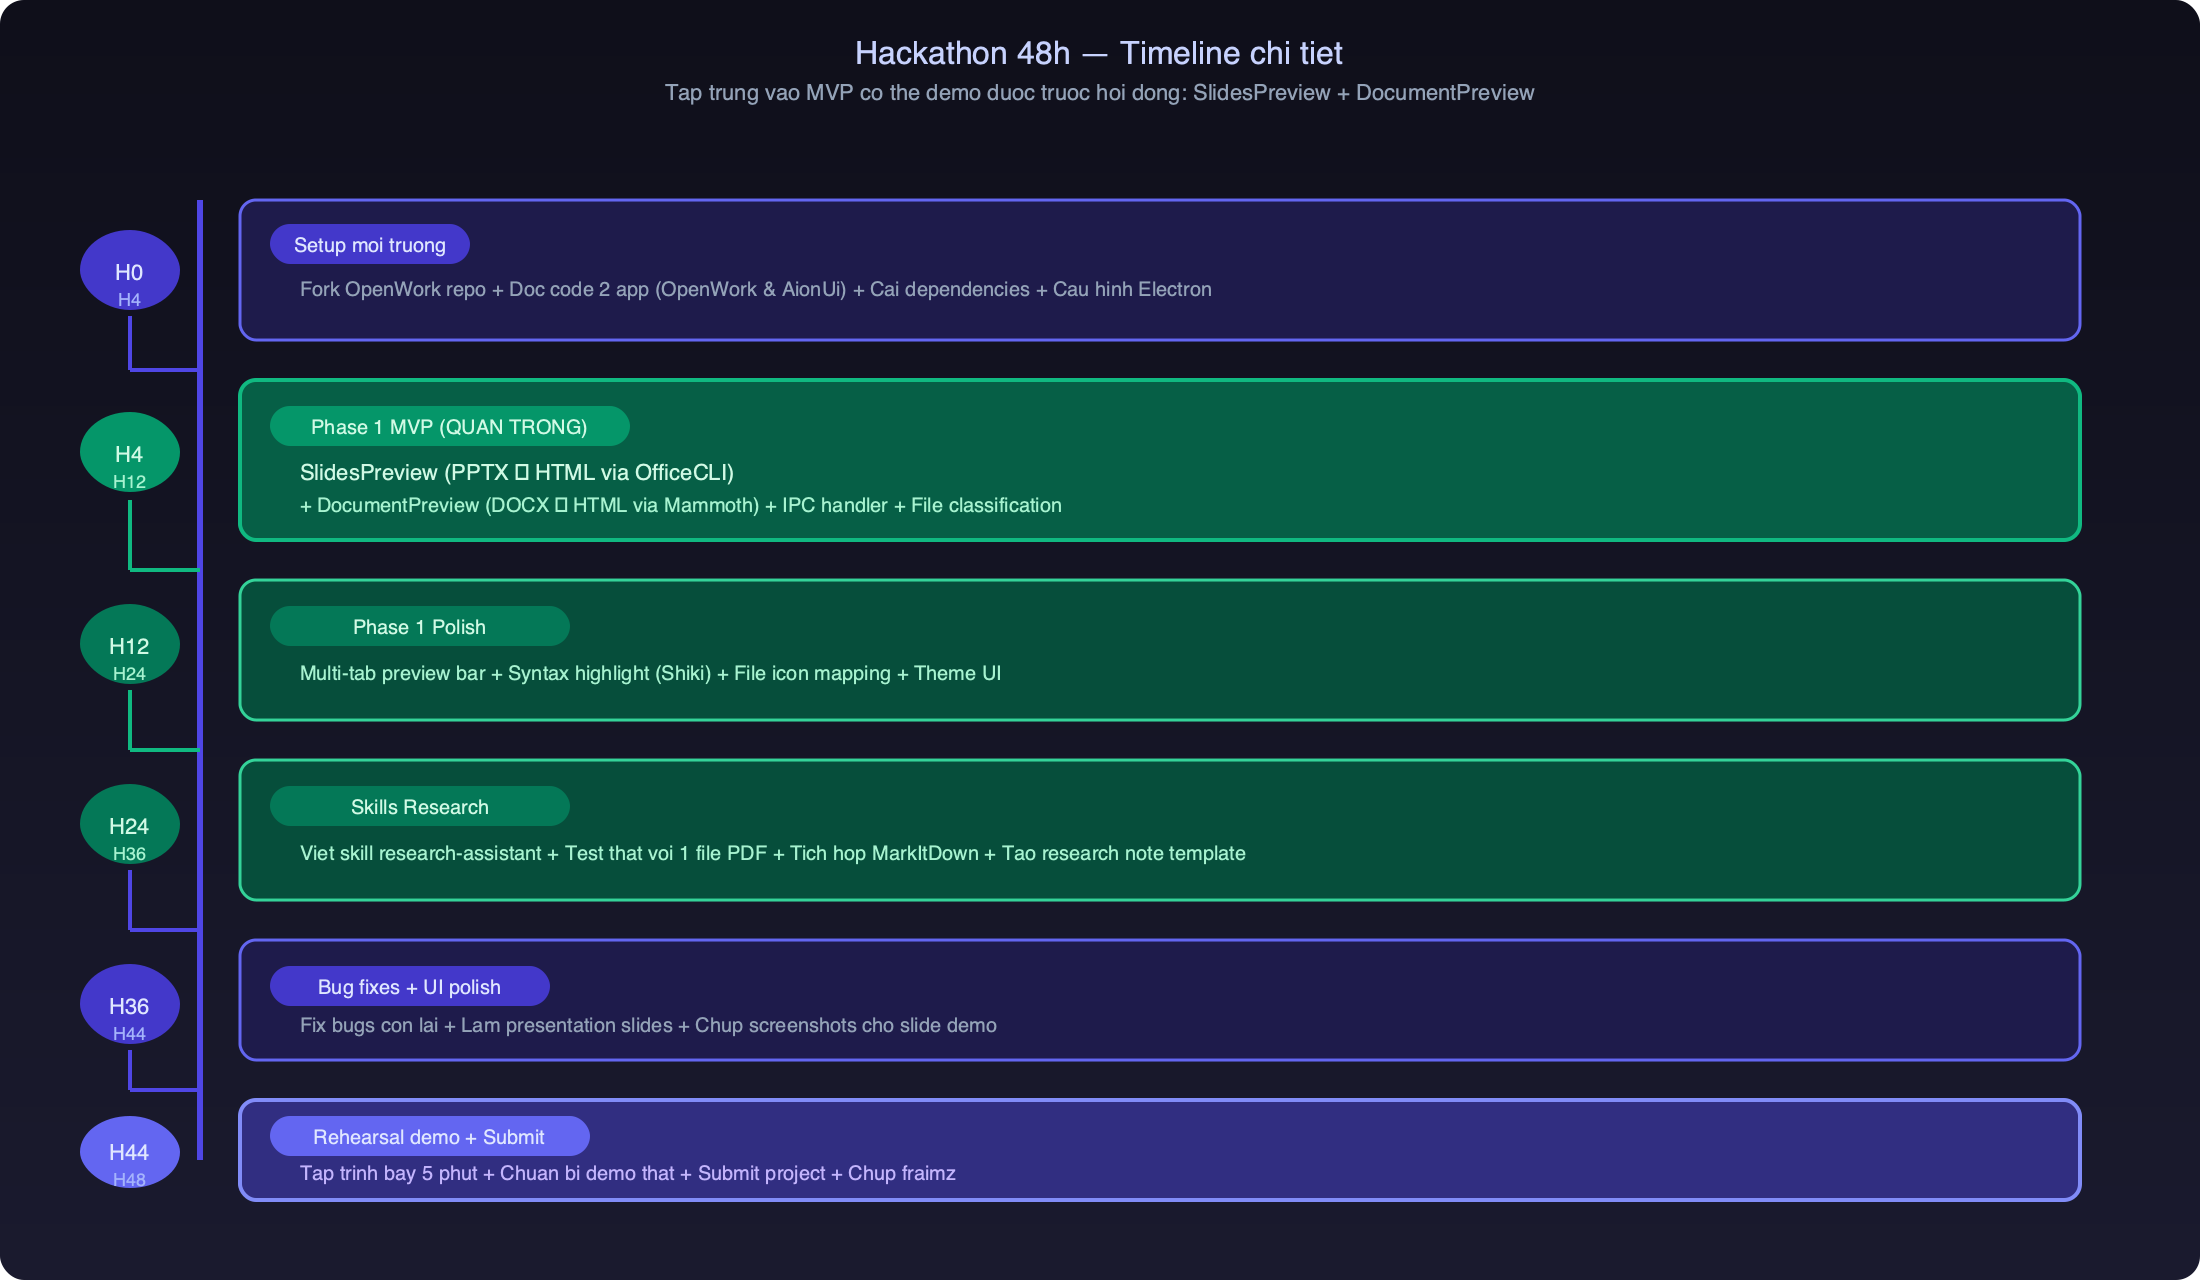 Hackathon 48h — Timeline chi tiet
Tap trung vao MVP co the demo duoc truoc hoi dong: SlidesPreview + DocumentPreview
H0
H4
Setup moi truong
Fork OpenWork repo + Doc code 2 app (OpenWork & AionUi) + Cai dependencies + Cau hinh Electron
H4
H12
Phase 1 MVP (QUAN TRONG)
SlidesPreview (PPTX □ HTML via OfficeCLI)
+ DocumentPreview (DOCX □ HTML via Mammoth) + IPC handler + File classification
H12
H24
Phase 1 Polish
Multi-tab preview bar + Syntax highlight (Shiki) + File icon mapping + Theme UI
H24
H36
Skills Research
Viet skill research-assistant + Test that voi 1 file PDF + Tich hop MarkItDown + Tao research note template
H36
H44
Bug fixes + UI polish
Fix bugs con lai + Lam presentation slides + Chup screenshots cho slide demo
H44
H48
Rehearsal demo + Submit
Tap trinh bay 5 phut + Chuan bi demo that + Submit project + Chup fraimz